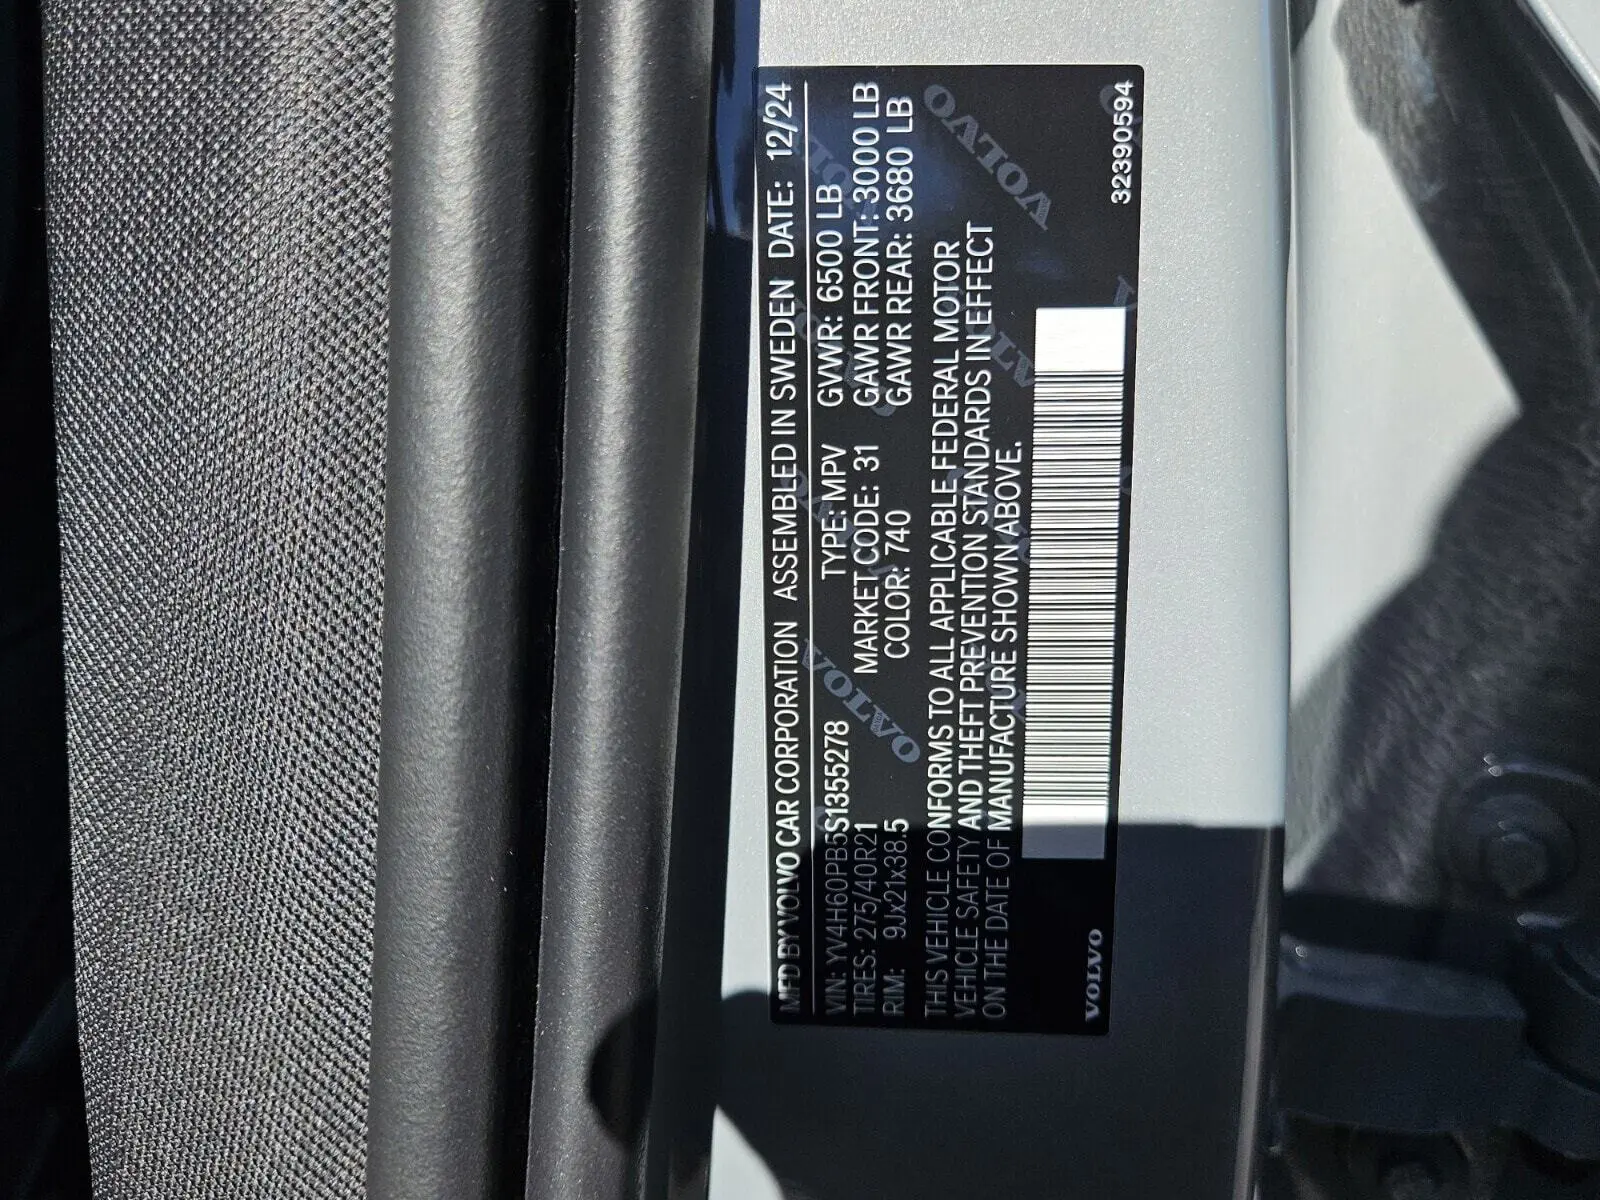 MFD BY VOLVO CAR CORPORATION ASSEMBLED IN SWEDEN DATE: 12/24
VIN: YV4H60PB5S1355278 TYPE: MPV GVWR: 6500 LB
TIRES: 275/40R21 MARKET CODE: 31 GAWR FRONT: 3000 LB
RIM: 9Jx21x38.5 COLOR: 740 GAWR REAR: 3680 LB
THIS VEHICLE CONFORMS TO ALL APPLICABLE FEDERAL MOTOR
VEHICLE SAFETY AND THEFT PREVENTION STANDARDS IN EFFECT
ON THE DATE OF MANUFACTURE SHOWN ABOVE.
VOLVO
32390594
VOLVO
VOLVO